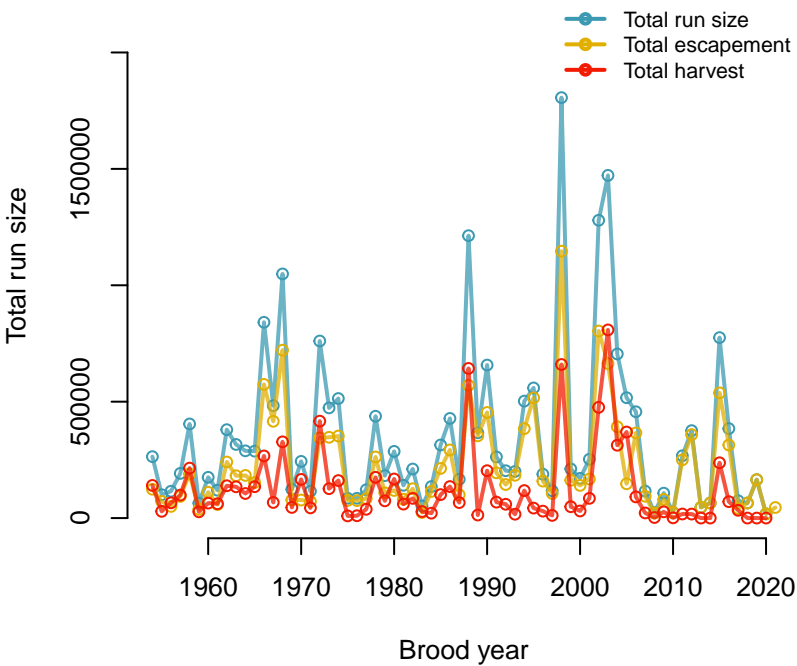 Total run size
Total escapement
Total harvest
Total run size
1500000
500000
0
1960 1970 1980 1990 2000 2010 2020
Brood year